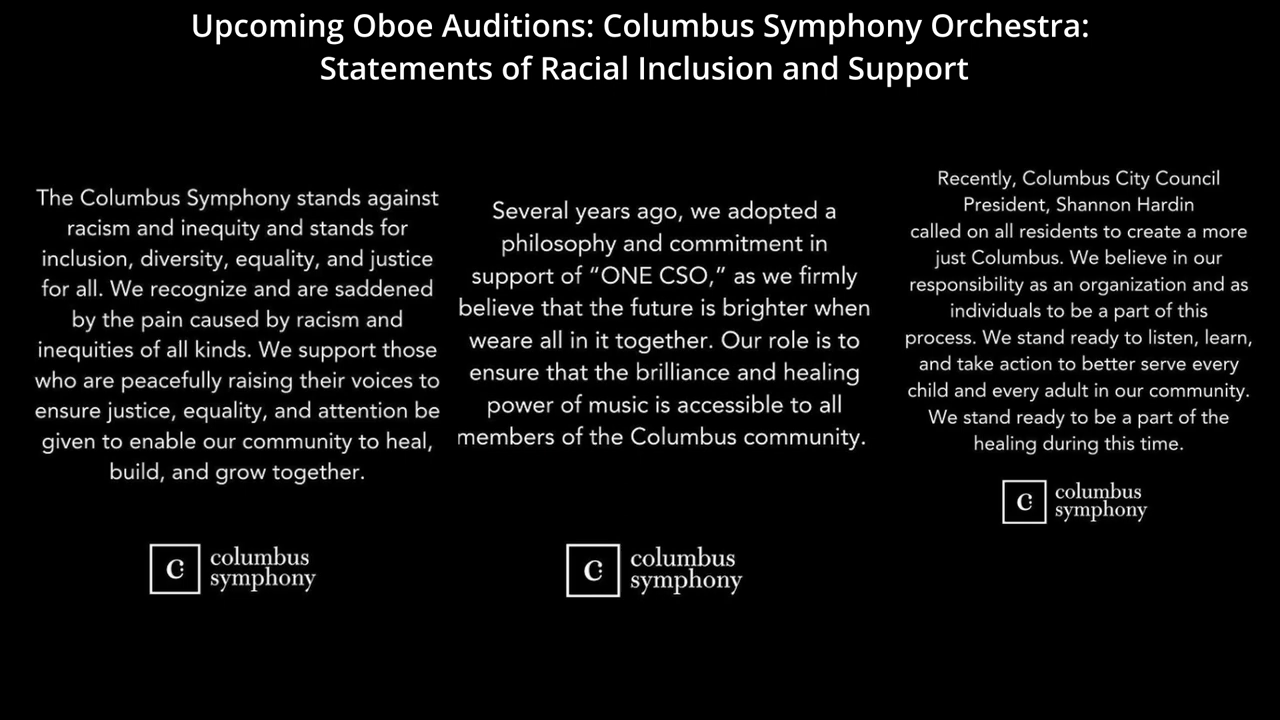 Upcoming Oboe Auditions: Columbus Symphony Orchestra:
Statements of Racial Inclusion and Support
The Columbus Symphony stands against
racism and inequity and stands for
inclusion, diversity, equality, and justice
for all. We recognize and are saddened
by the pain caused by racism and
inequities of all kinds. We support those
who are peacefully raising their voices to
ensure justice, equality, and attention be
given to enable our community to heal,
build, and grow together.
C
columbus
symphony
Several years ago, we adopted a
philosophy and commitment in
support of “ONE CSO,” as we firmly
believe that the future is brighter when
weare all in it together. Our role is to
ensure that the brilliance and healing
power of music is accessible to all
members of the Columbus community.
C
columbus
symphony
Recently, Columbus City Council
President, Shannon Hardin
called on all residents to create a more
just Columbus. We believe in our
responsibility as an organization and as
individuals to be a part of this
process. We stand ready to listen, learn,
and take action to better serve every
child and every adult in our community.
We stand ready to be a part of the
healing during this time.
C
columbus
symphony